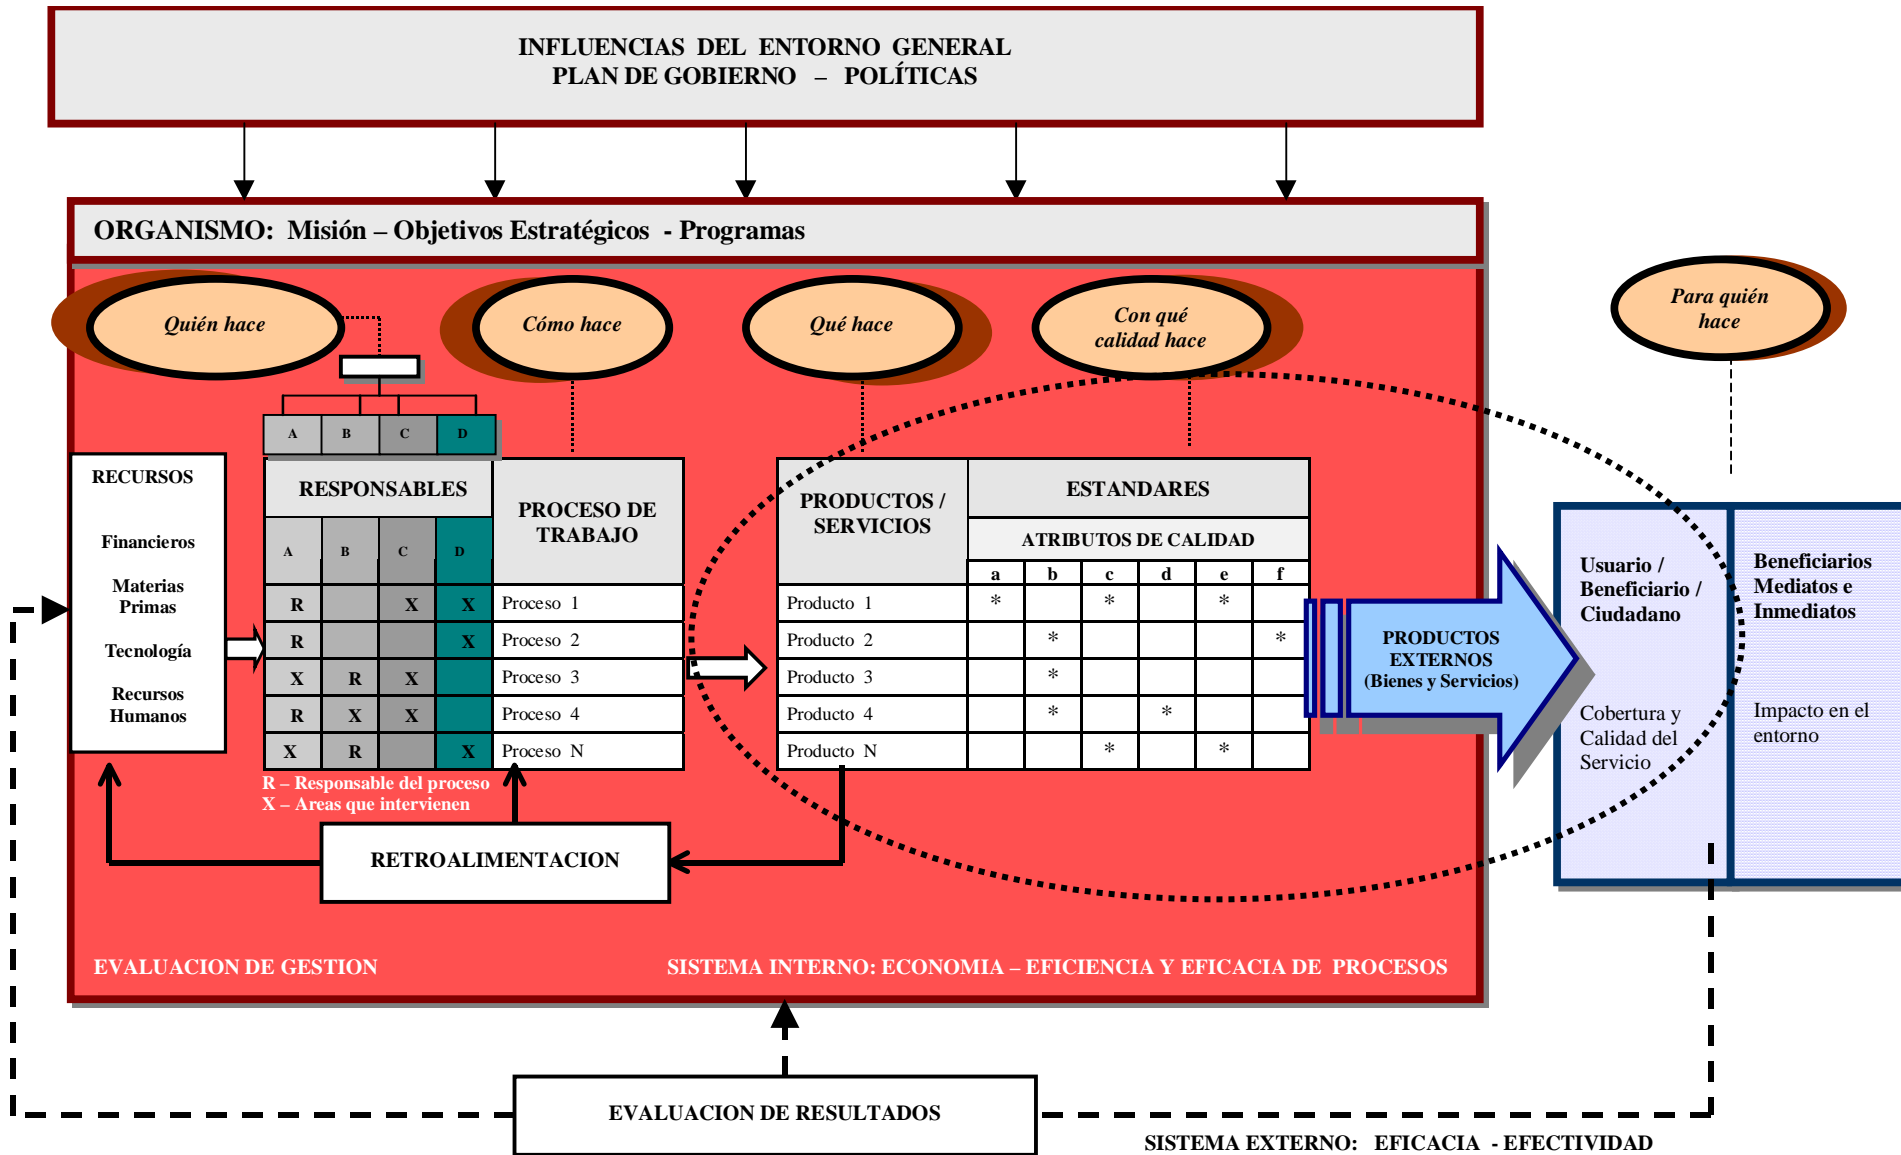 INFLUENCIAS DEL ENTORNO GENERAL
PLAN DE GOBIERNO – POLÍTICAS
ORGANISMO: Misión – Objetivos Estratégicos - Programas
Quién hace
Cómo hace
Qué hace
Con qué
calidad hace
Para quién
hace
A B C D
RECURSOS
Financieros
Materias
Primas
Tecnología
Recursos
Humanos
RESPONSABLES
PROCESO DE
TRABAJO
A B C D
R X X Proceso 1
R X Proceso 2
X R X Proceso 3
R X X Proceso 4
X R X Proceso N
R – Responsable del proceso
X – Areas que intervienen
PRODUCTOS /
SERVICIOS
ESTANDARES
ATRIBUTOS DE CALIDAD
a b c d e f
Producto 1 * * *
Producto 2 * *
Producto 3 *
Producto 4 * *
Producto N * *
PRODUCTOS
EXTERNOS
(Bienes y Servicios)
Usuario /
Beneficiario /
Ciudadano
Cobertura y
Calidad del
Servicio
Beneficiarios
Mediatos e
Inmediatos
Impacto en el
entorno
RETROALIMENTACION
EVALUACION DE GESTION
SISTEMA INTERNO: ECONOMIA – EFICIENCIA Y EFICACIA DE PROCESOS
EVALUACION DE RESULTADOS
SISTEMA EXTERNO: EFICACIA - EFECTIVIDAD